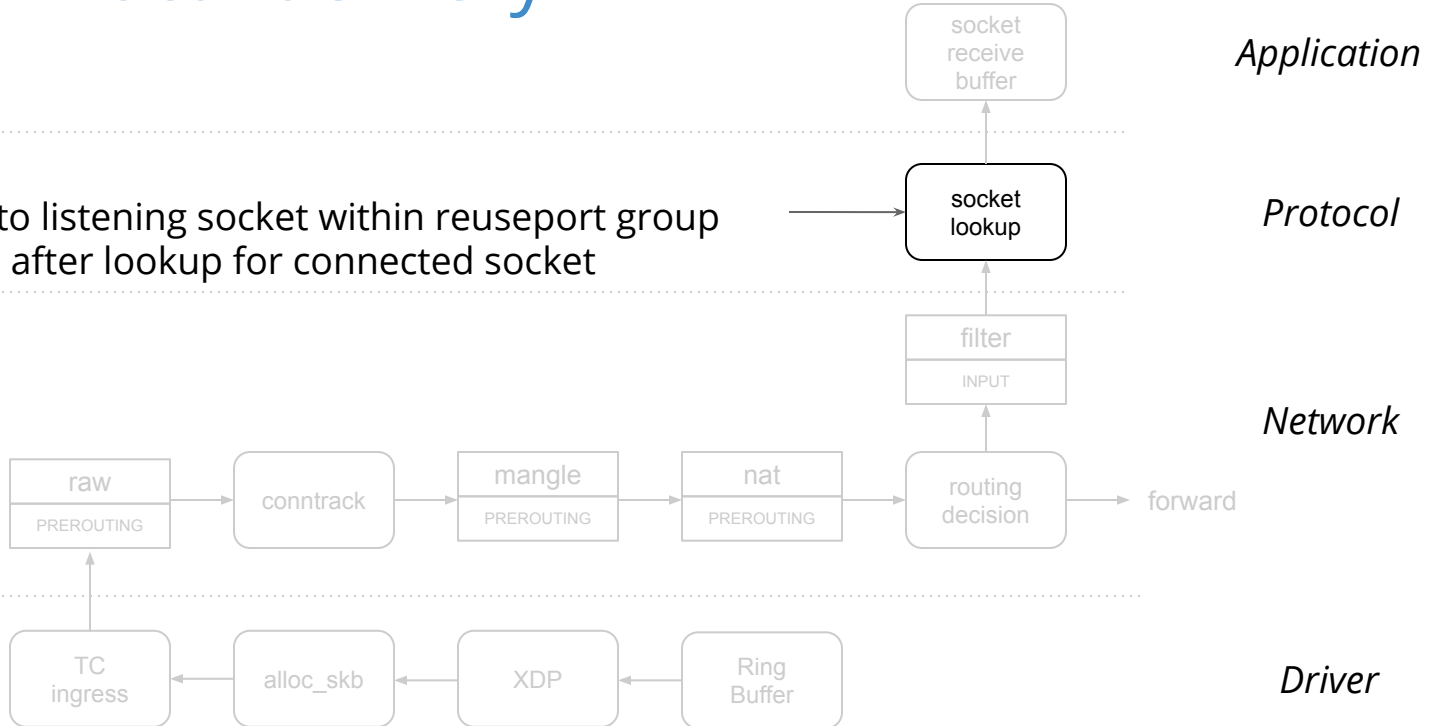 socket
receive
buffer
Application
to listening socket within reuseport group
after lookup for connected socket
socket
lookup
Protocol
filter
INPUT
Network
raw
PREROUTING
conntrack
mangle
PREROUTING
nat
PREROUTING
routing
decision
forward
TC
ingress
alloc_skb
XDP
Ring
Buffer
Driver